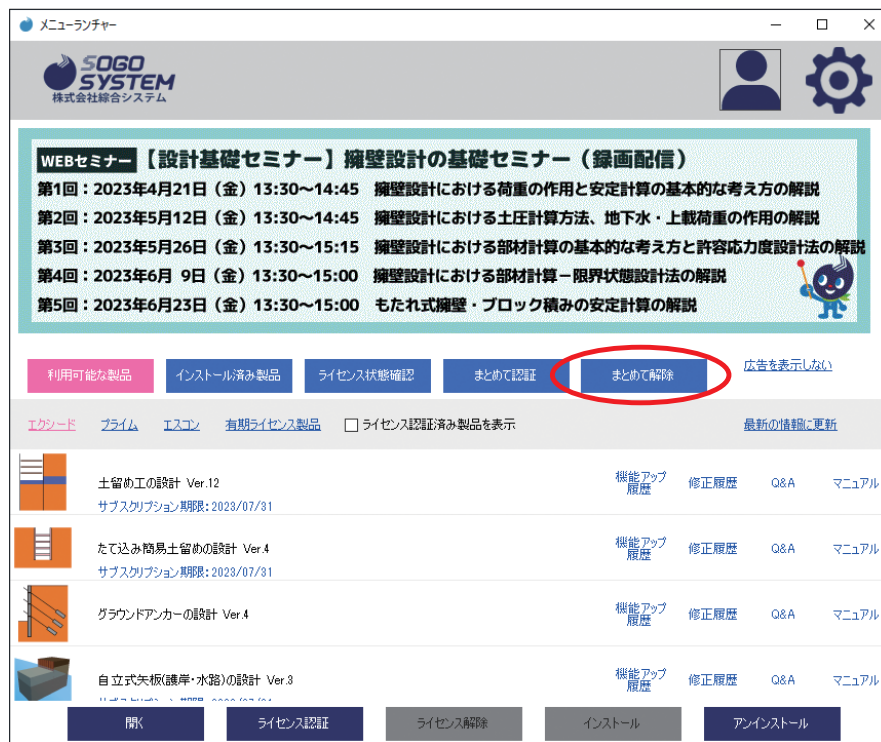 メニューランチャー
SOGO
SYSTEM
株式会社綜合システム
WEBセミナー 【設計基礎セミナー】擁壁設計の基礎セミナー（録画配信）
第1回：2023年4月21日（金）13:30～14:45 擁壁設計における荷重の作用と安定計算の基本的な考え方の解説
第2回：2023年5月12日（金）13:30～14:45 擁壁設計における土圧計算方法、地下水・上載荷重の作用の解説
第3回：2023年5月26日（金）13:30～15:15 擁壁設計における部材計算の基本的な考え方と許容応力度設計法の解説
第4回：2023年6月 9日（金）13:30～15:00 擁壁設計における部材計算－限界状態設計法の解説
第5回：2023年6月23日（金）13:30～15:00 もたれ式擁壁・ブロック積みの安定計算の解説
利用可能な製品 インストール済み製品 ライセンス状態確認 まとめて認証 まとめて解除 広告を表示しない
エクシード プライム エスコン 有期ライセンス製品 ライセンス認証済み製品を表示 最新の情報に更新
土留め工の設計 Ver.12 機能アップ履歴 修正履歴 Q&A マニュアル
サブスクリプション期限:2023/07/31
たて込み簡易土留めの設計 Ver.4 機能アップ履歴 修正履歴 Q&A マニュアル
サブスクリプション期限:2023/07/31
グラウンドアンカーの設計 Ver.4 機能アップ履歴 修正履歴 Q&A マニュアル
自立式矢板(護岸・水路)の設計 Ver.3 機能アップ履歴 修正履歴 Q&A マニュアル
開く ライセンス認証 ライセンス解除 インストール アンインストール